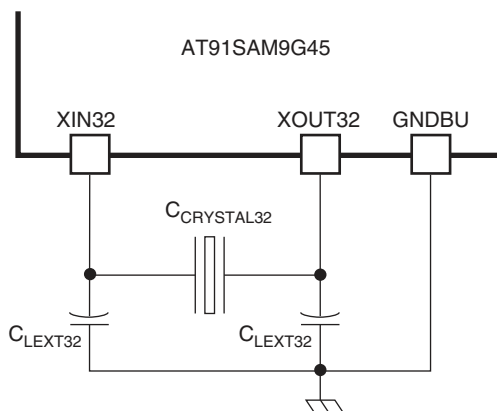 AT91SAM9G45
XIN32 XOUT32 GNDBU
CCRYSTAL32
CLEXT32 CLEXT32